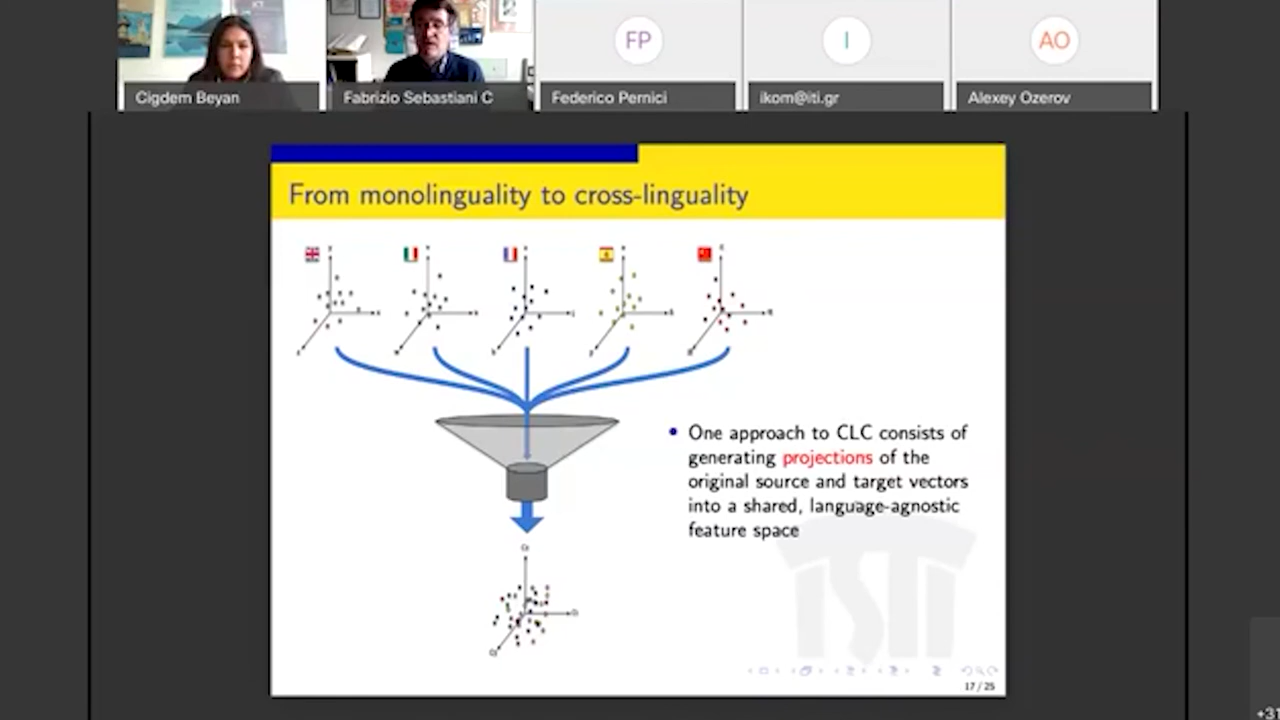 FP
I
AO
Cigdem Beyan
Fabrizio Sebastiani C
Federico Pernici
ikom@iti.gr
Alexey Ozerov
From monolinguality to cross-linguality
One approach to CLC consists of
generating projections of the
original source and target vectors
into a shared, language-agnostic
feature space
ISTI
17 / 25